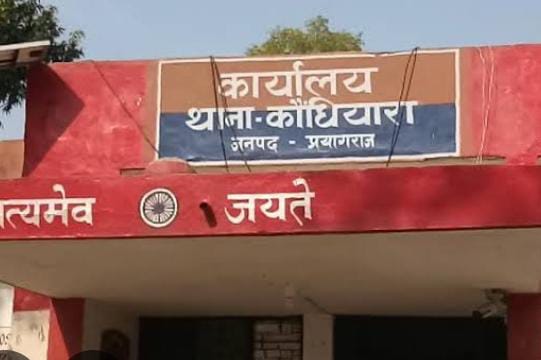 कार्यालय
थाना-कौंधियारा
जनपद - प्रयागराज
त्यमेव जयते